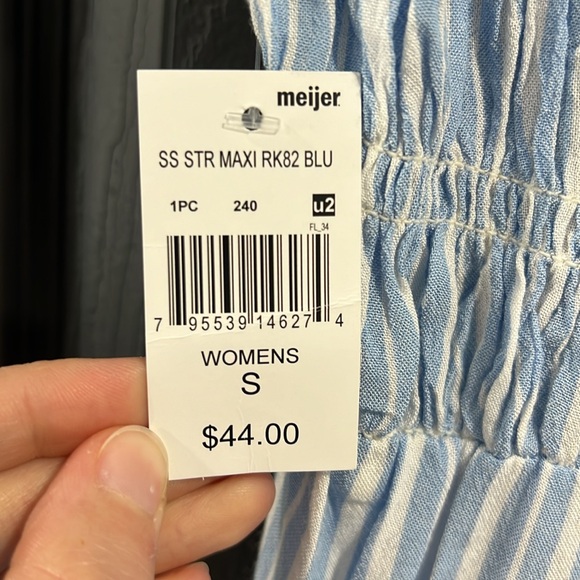 meijer
SS STR MAXI RK82 BLU
1PC 240 u2
FL_34
7 95539 14627 4
WOMENS
S
$44.00